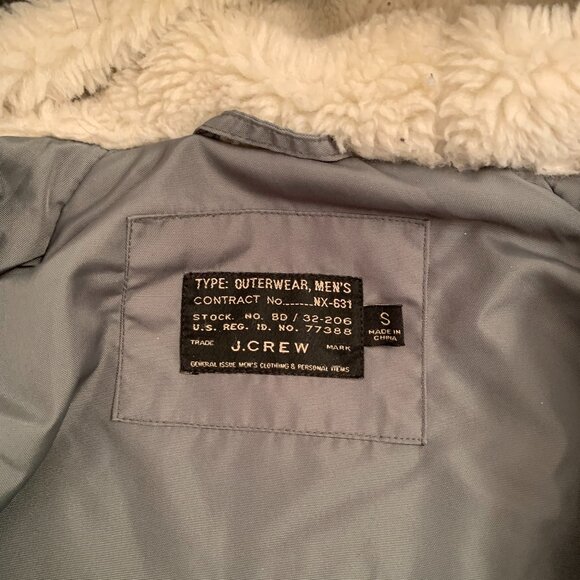 TYPE: OUTERWEAR, MEN'S
CONTRACT No.......NX-631
STOCK. NO. BD / 32-206
U.S. REG. ID. NO. 77388
TRADE J.CREW MARK
GENERAL ISSUE MEN'S CLOTHING & PERSONAL ITEMS
S
MADE IN
CHINA